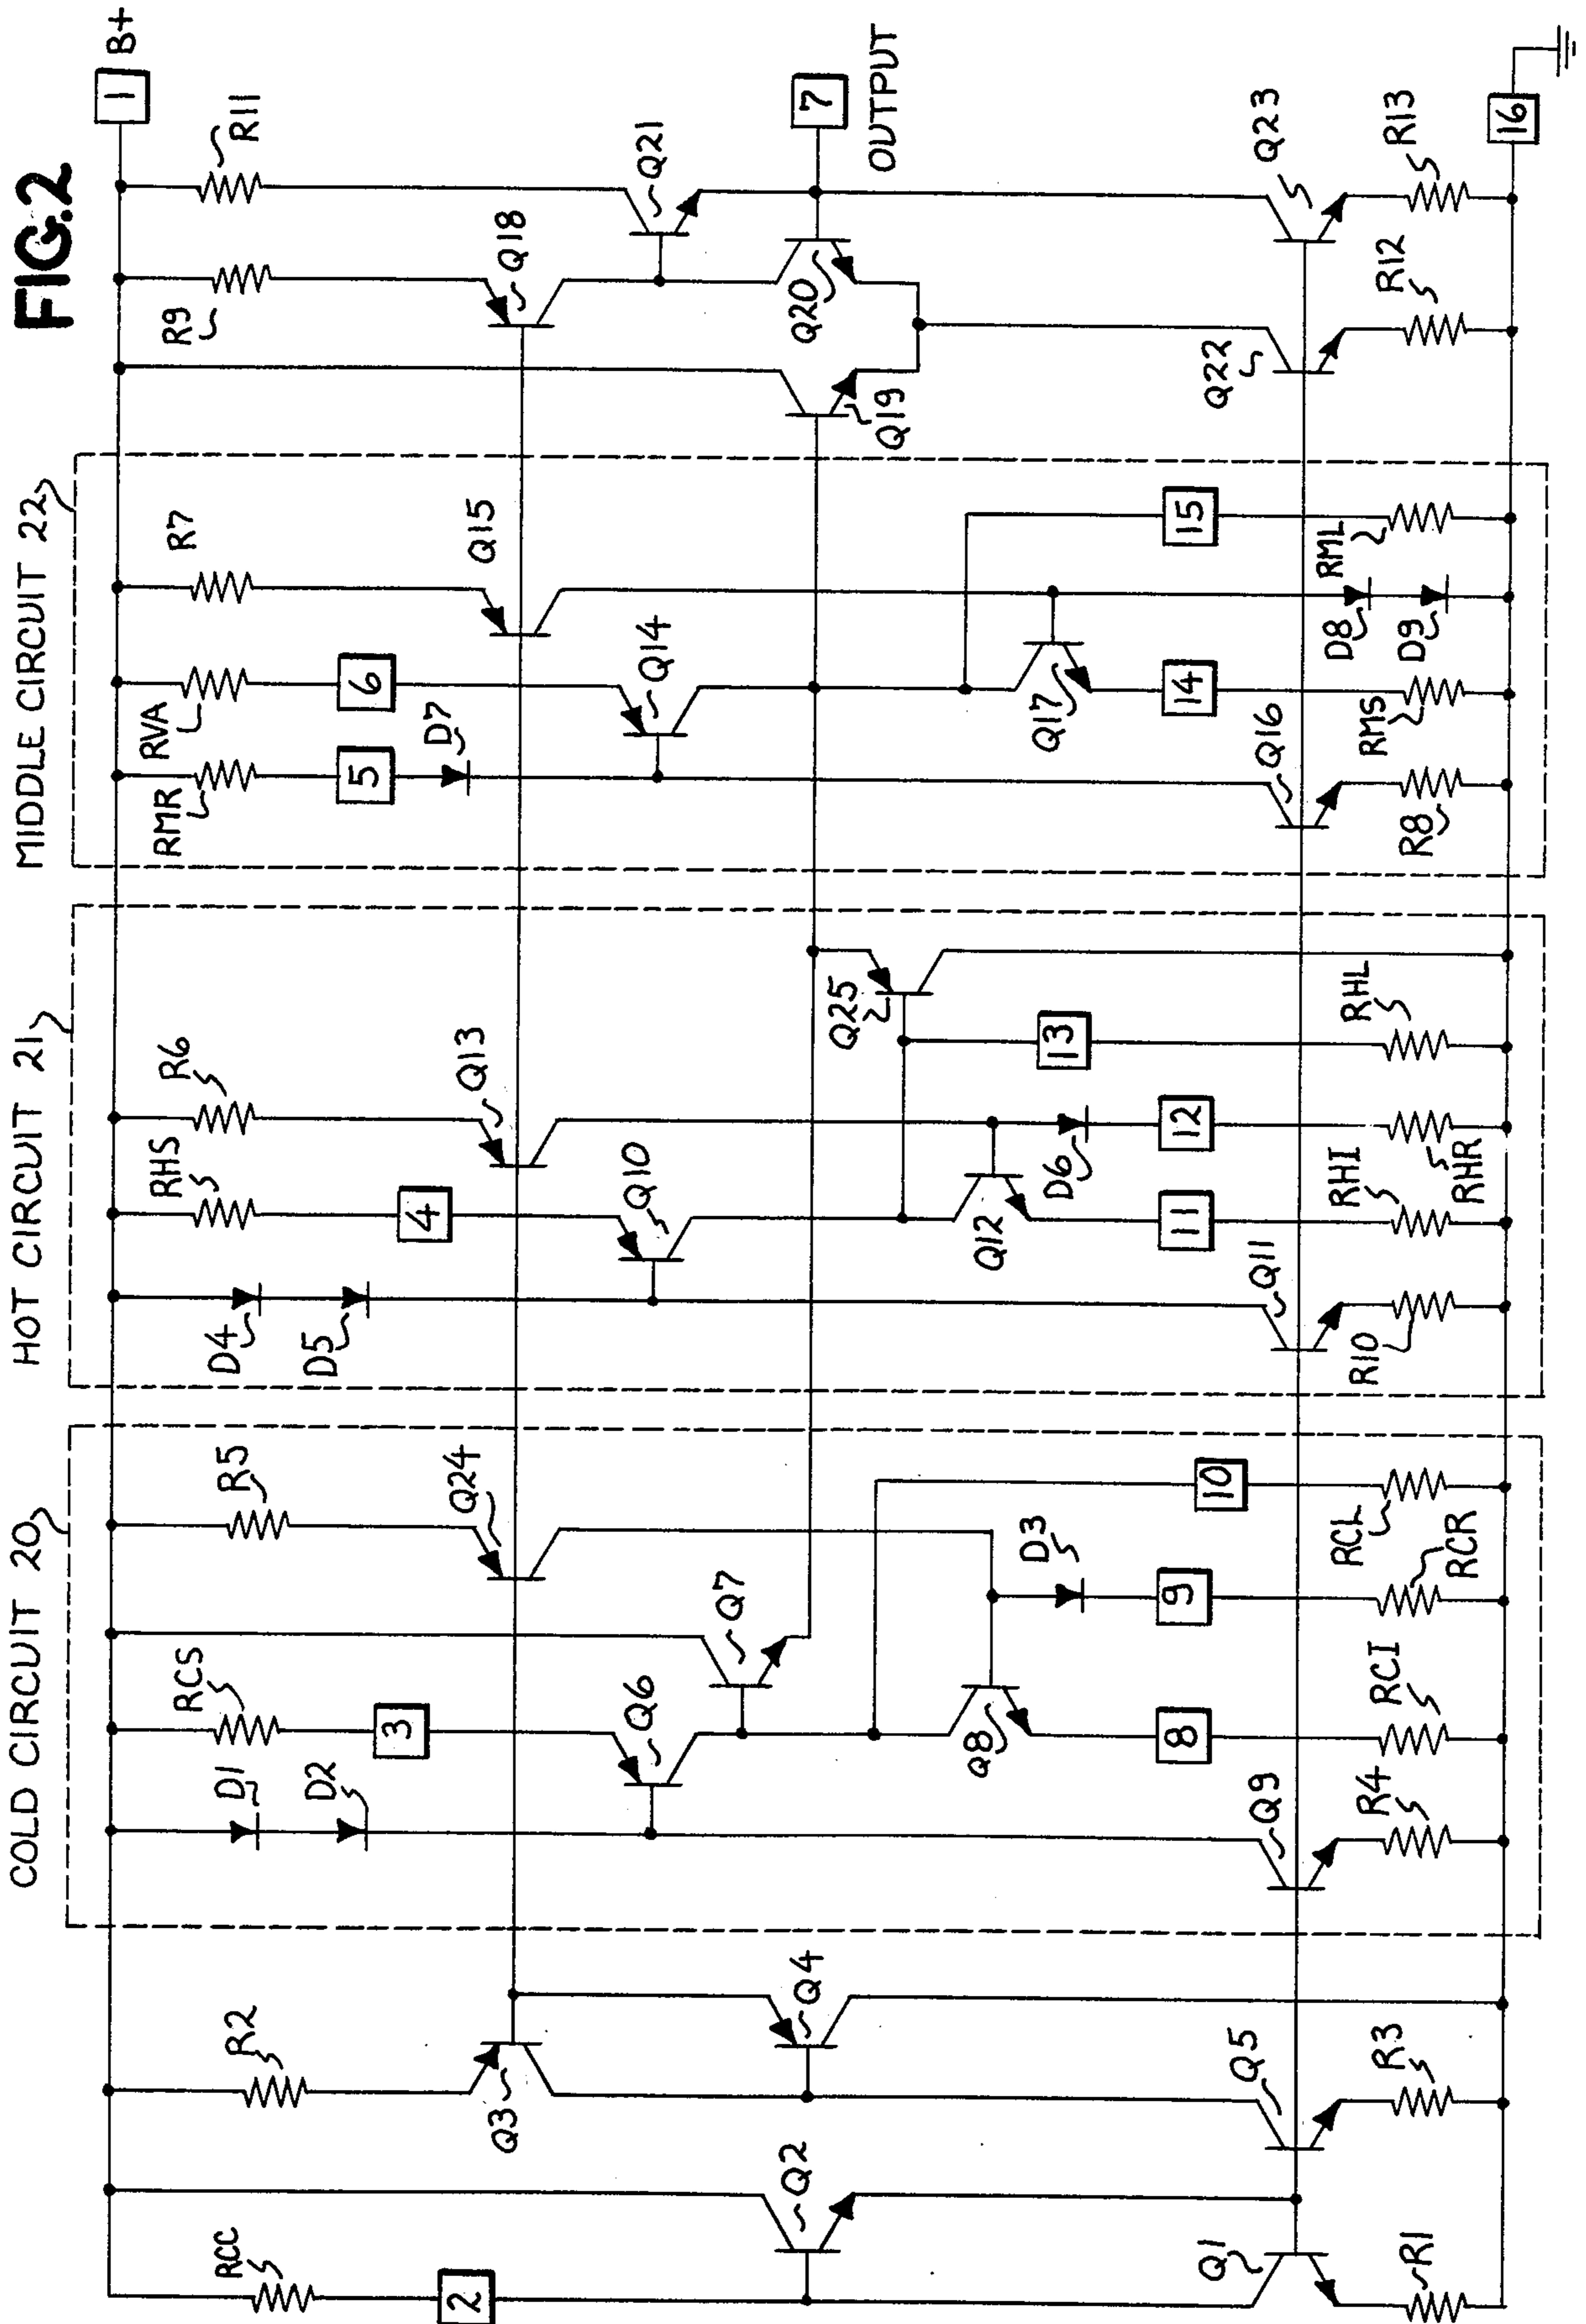 FIG.2
COLD CIRCUIT 20
HOT CIRCUIT 21
MIDDLE CIRCUIT 22
1 B+
RCC
R2
D1
RCS
R5
D2
RHS
R6
D4
RMR
RVA
R7
R9
R11
2
3
4
D5
5
6
D7
Q3
Q24
Q13
Q15
Q18
Q6
Q7
Q10
Q14
Q21
Q2
Q4
Q25
Q19
Q20
7
OUTPUT
Q8
D3
Q12
D6
Q17
8
9
10
11
12
13
14
15
Q1
Q5
Q9
Q11
Q16
Q22
Q23
R1
R3
R4
RCI
RCR
RCL
R10
RHI
RHR
RHL
R8
RMS
D8
D9
RML
R12
R13
16